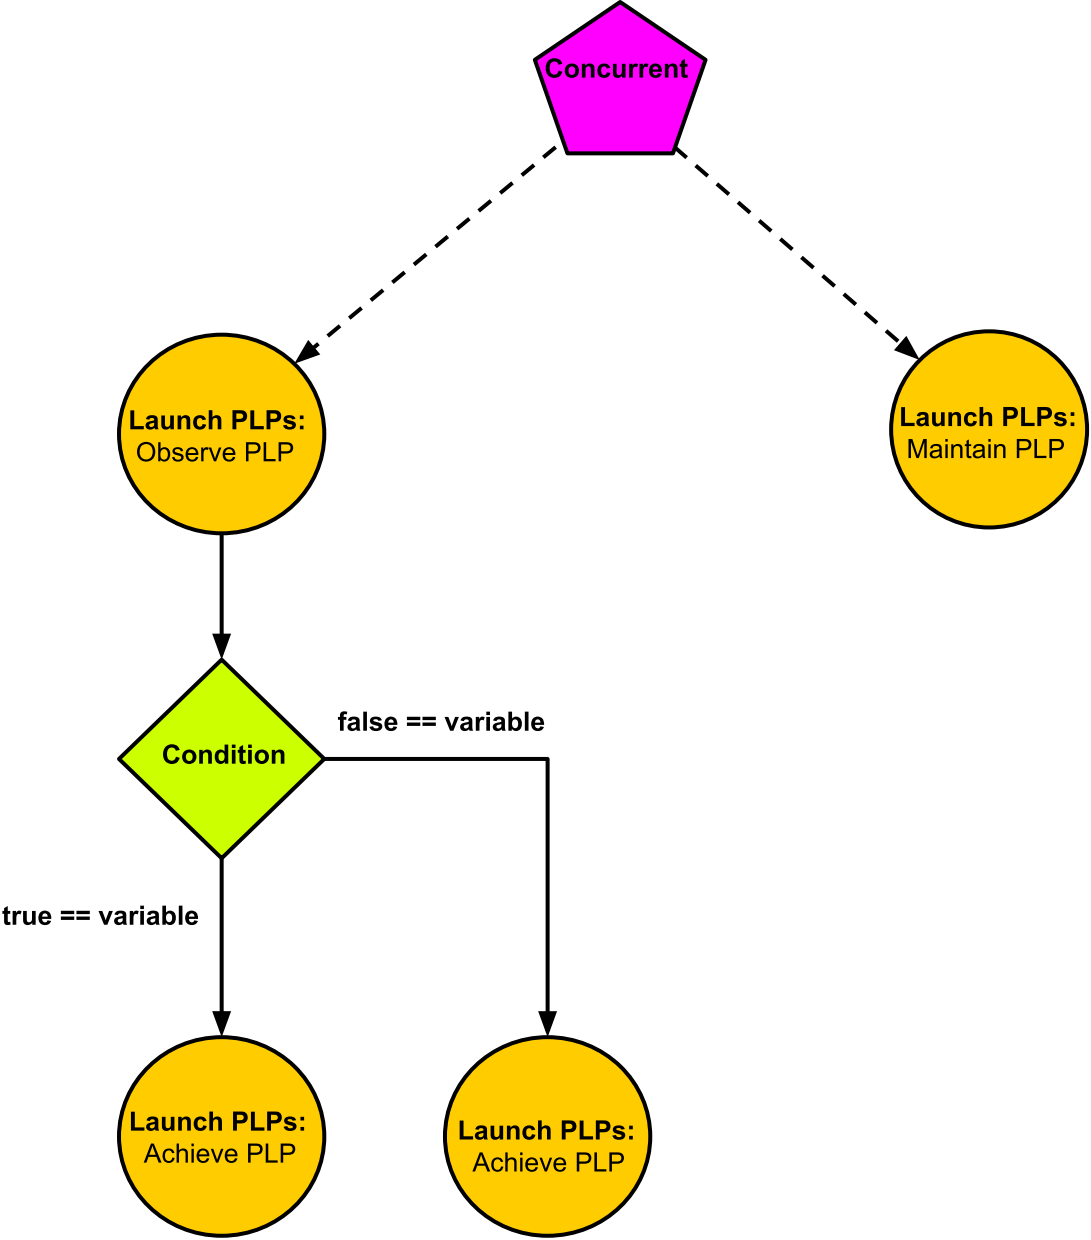 Concurrent
Launch PLPs:
Observe PLP
Launch PLPs:
Maintain PLP
false == variable
Condition
true == variable
Launch PLPs:
Achieve PLP
Launch PLPs:
Achieve PLP